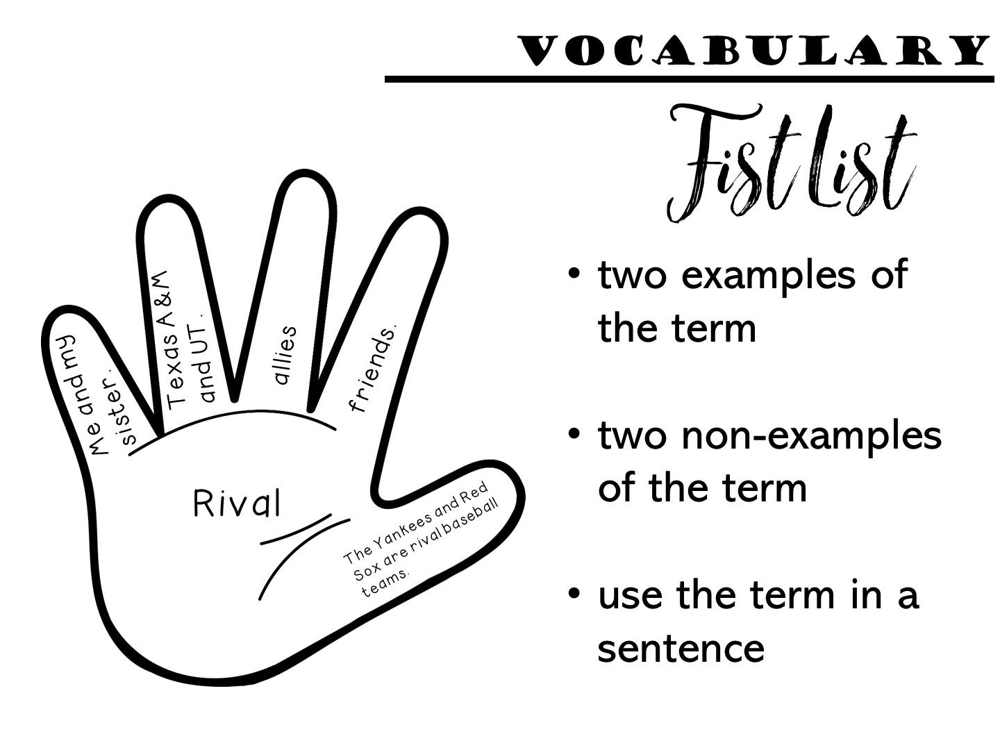 VOCABULARY
Fist List
• two examples of
the term
• two non-examples
of the term
• use the term in a
sentence
Me and my
sister.
Texas A&M
and UT.
allies
friends.
Rival
The Yankees and Red
Sox are rival baseball
teams.